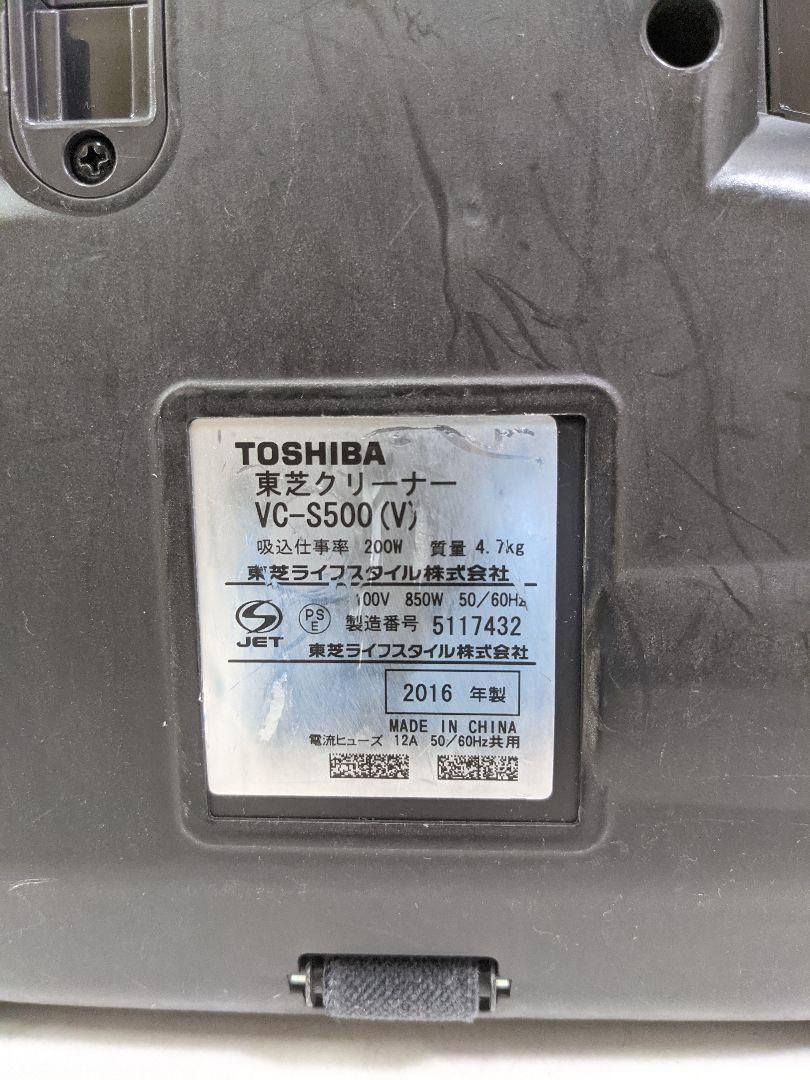 TOSHIBA
東芝クリーナー
VC-S500(V)
吸込仕事率 200W 質量 4.7kg
東芝ライフスタイル株式会社
100V 850W 50/60Hz
JET PSE 製造番号 5117432
東芝ライフスタイル株式会社
2016 年製
MADE IN CHINA
電流ヒューズ 12A 50/60Hz共用